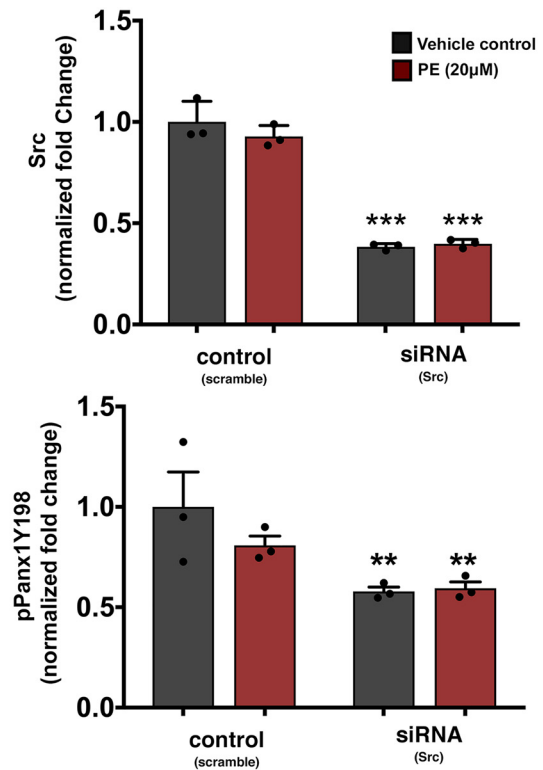 1.5
Vehicle control
PE (20µM)
Src
(normalized fold Change)
1.0
0.5
*** ***
0.0
control siRNA
(scramble) (Src)
1.5
pPanx1Y198
(normalized fold change)
1.0
** **
0.5
0.0
control siRNA
(scramble) (Src)